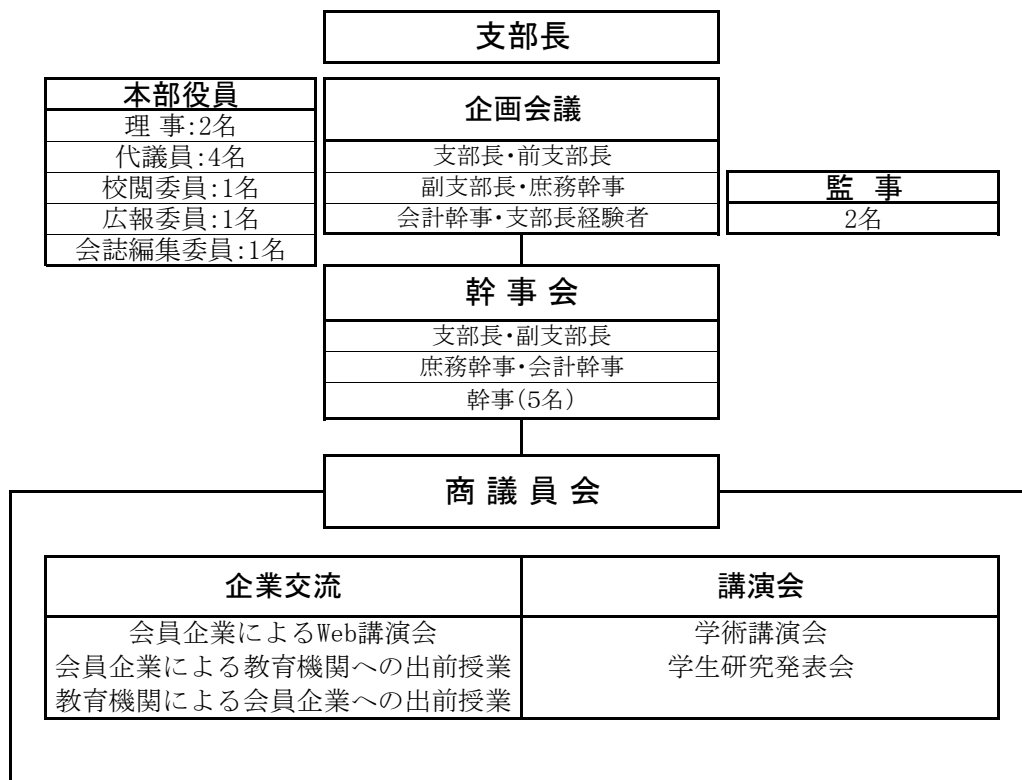 支部長
本部役員
理 事:2名
代議員:4名
校閲委員:1名
広報委員:1名
会誌編集委員:1名
企画会議
支部長・前支部長
副支部長・庶務幹事
会計幹事・支部長経験者
監 事
2名
幹 事 会
支部長・副支部長
庶務幹事・会計幹事
幹事(5名)
商 議 員 会
企業交流
会員企業によるWeb講演会
会員企業による教育機関への出前授業
教育機関による会員企業への出前授業
講演会
学術講演会
学生研究発表会